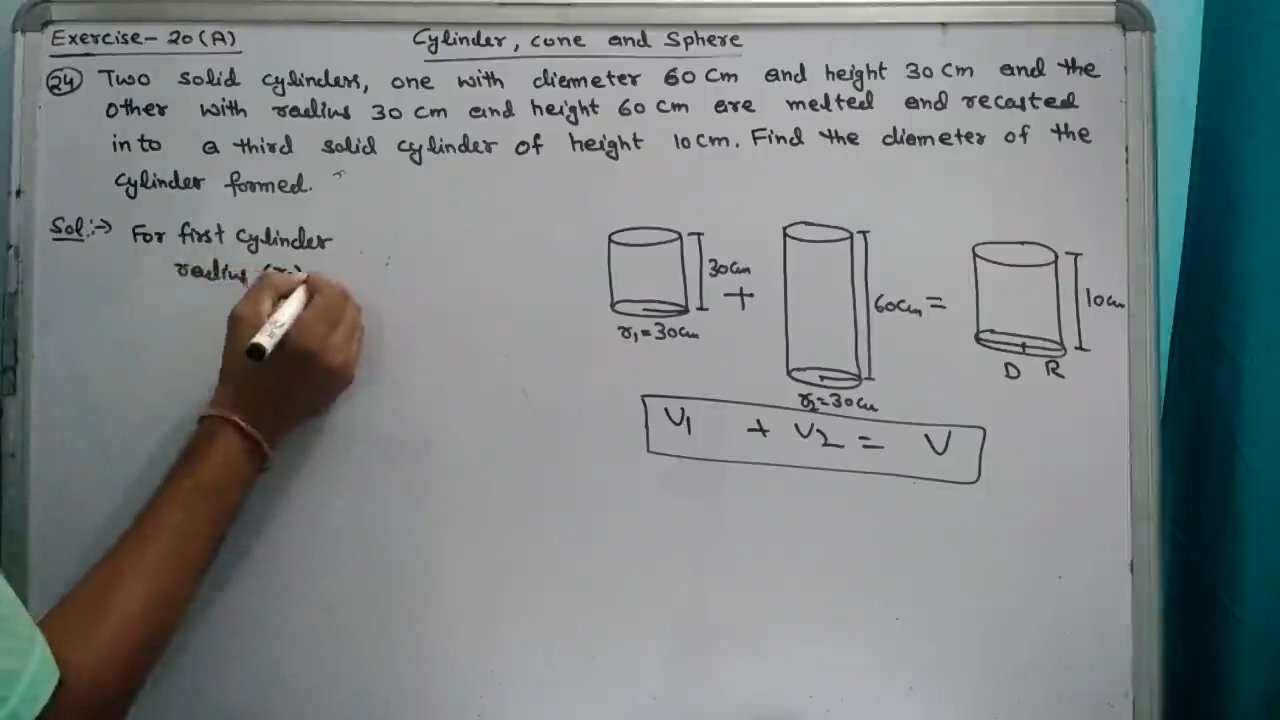 Exercise- 20(A)
Cylinder, cone and Sphere
24 Two solid cylinders, one with diameter 60 cm and height 30 cm and the
other with radius 30 cm and height 60 cm are melted and recasted
into a third solid cylinder of height 10cm. Find the diameter of the
cylinder formed.
Sol:→ For first cylinder
radius
30cm
+
60cm
=
10cm
r1=30cm
r2=30cm
D R
V1 + V2 = V